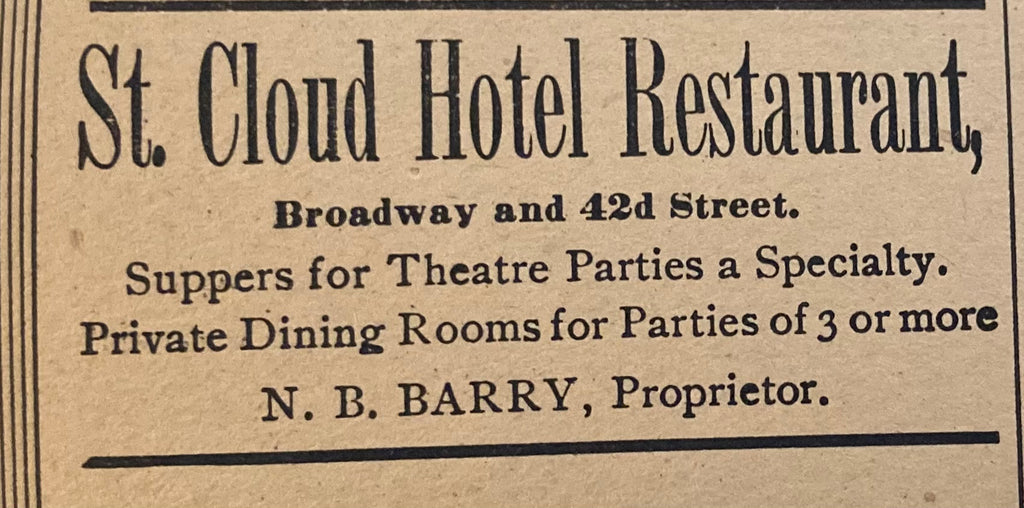 St. Cloud Hotel Restaurant,
Broadway and 42d Street.
Suppers for Theatre Parties a Specialty.
Private Dining Rooms for Parties of 3 or more
N. B. BARRY, Proprietor.